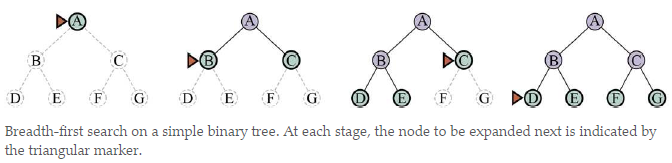 A A A A
B C B C B C B C
D E F G D E F G D E F G D E F G
Breadth-first search on a simple binary tree. At each stage, the node to be expanded next is indicated by
the triangular marker.